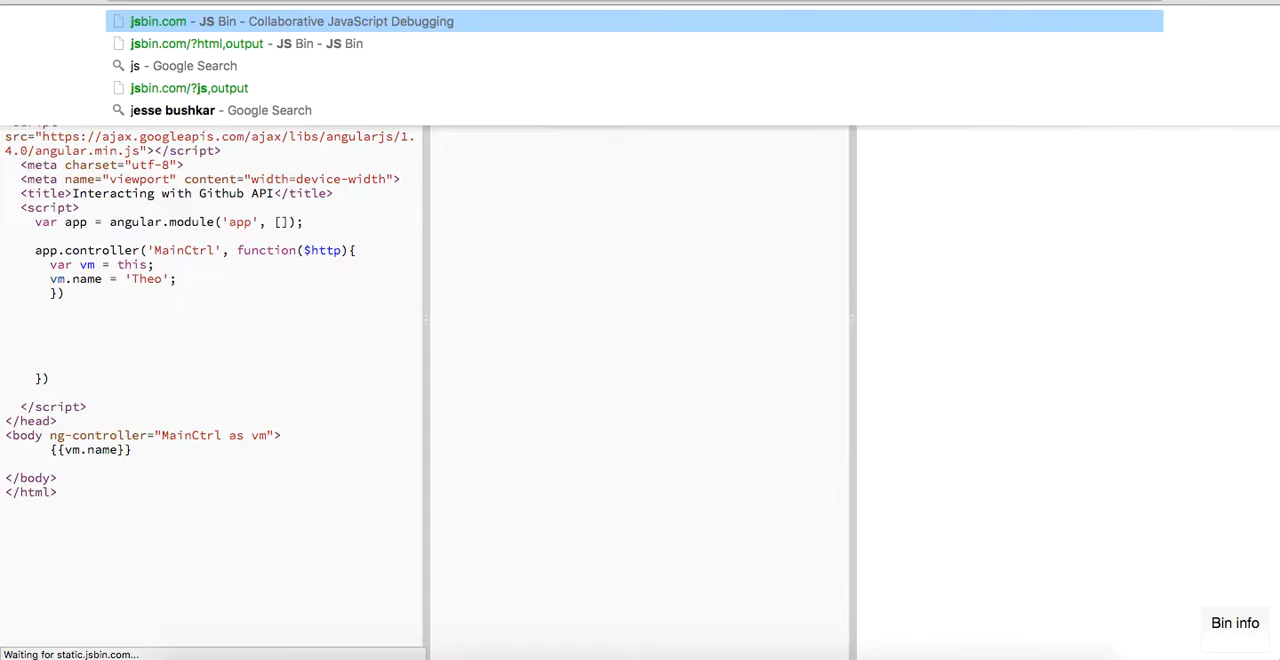 jsbin.com - JS Bin - Collaborative JavaScript Debugging
jsbin.com/?html,output - JS Bin - JS Bin
js - Google Search
jsbin.com/?js,output
jesse bushkar - Google Search
src="https://ajax.googleapis.com/ajax/libs/angularjs/1.
4.0/angular.min.js"></script>
<meta charset="utf-8">
<meta name="viewport" content="width=device-width">
<title>Interacting with Github API</title>
<script>
var app = angular.module('app', []);
app.controller('MainCtrl', function($http){
var vm = this;
vm.name = 'Theo';
})
})
</script>
</head>
<body ng-controller="MainCtrl as vm">
{{vm.name}}
</body>
</html>
Bin info
Waiting for static.jsbin.com...